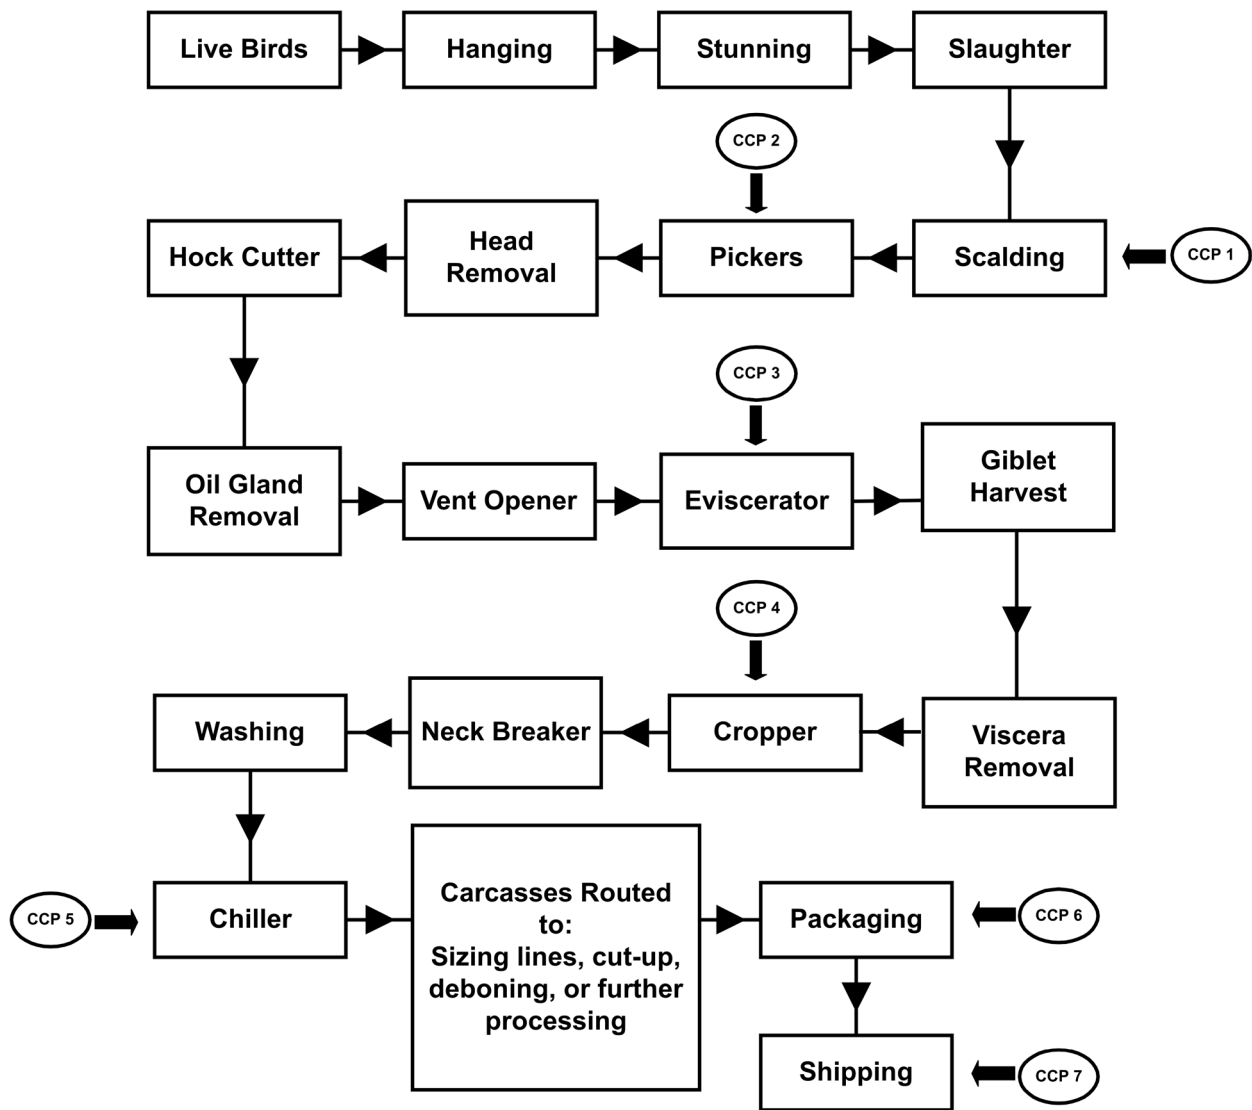 Live Birds
Hanging
Stunning
Slaughter
CCP 2
Hock Cutter
Head
Removal
Pickers
Scalding
CCP 1
CCP 3
Oil Gland
Removal
Vent Opener
Eviscerator
Giblet
Harvest
CCP 4
Washing
Neck Breaker
Cropper
Viscera
Removal
CCP 5
Chiller
Carcasses Routed
to:
Sizing lines, cut-up,
deboning, or further
processing
Packaging
CCP 6
Shipping
CCP 7